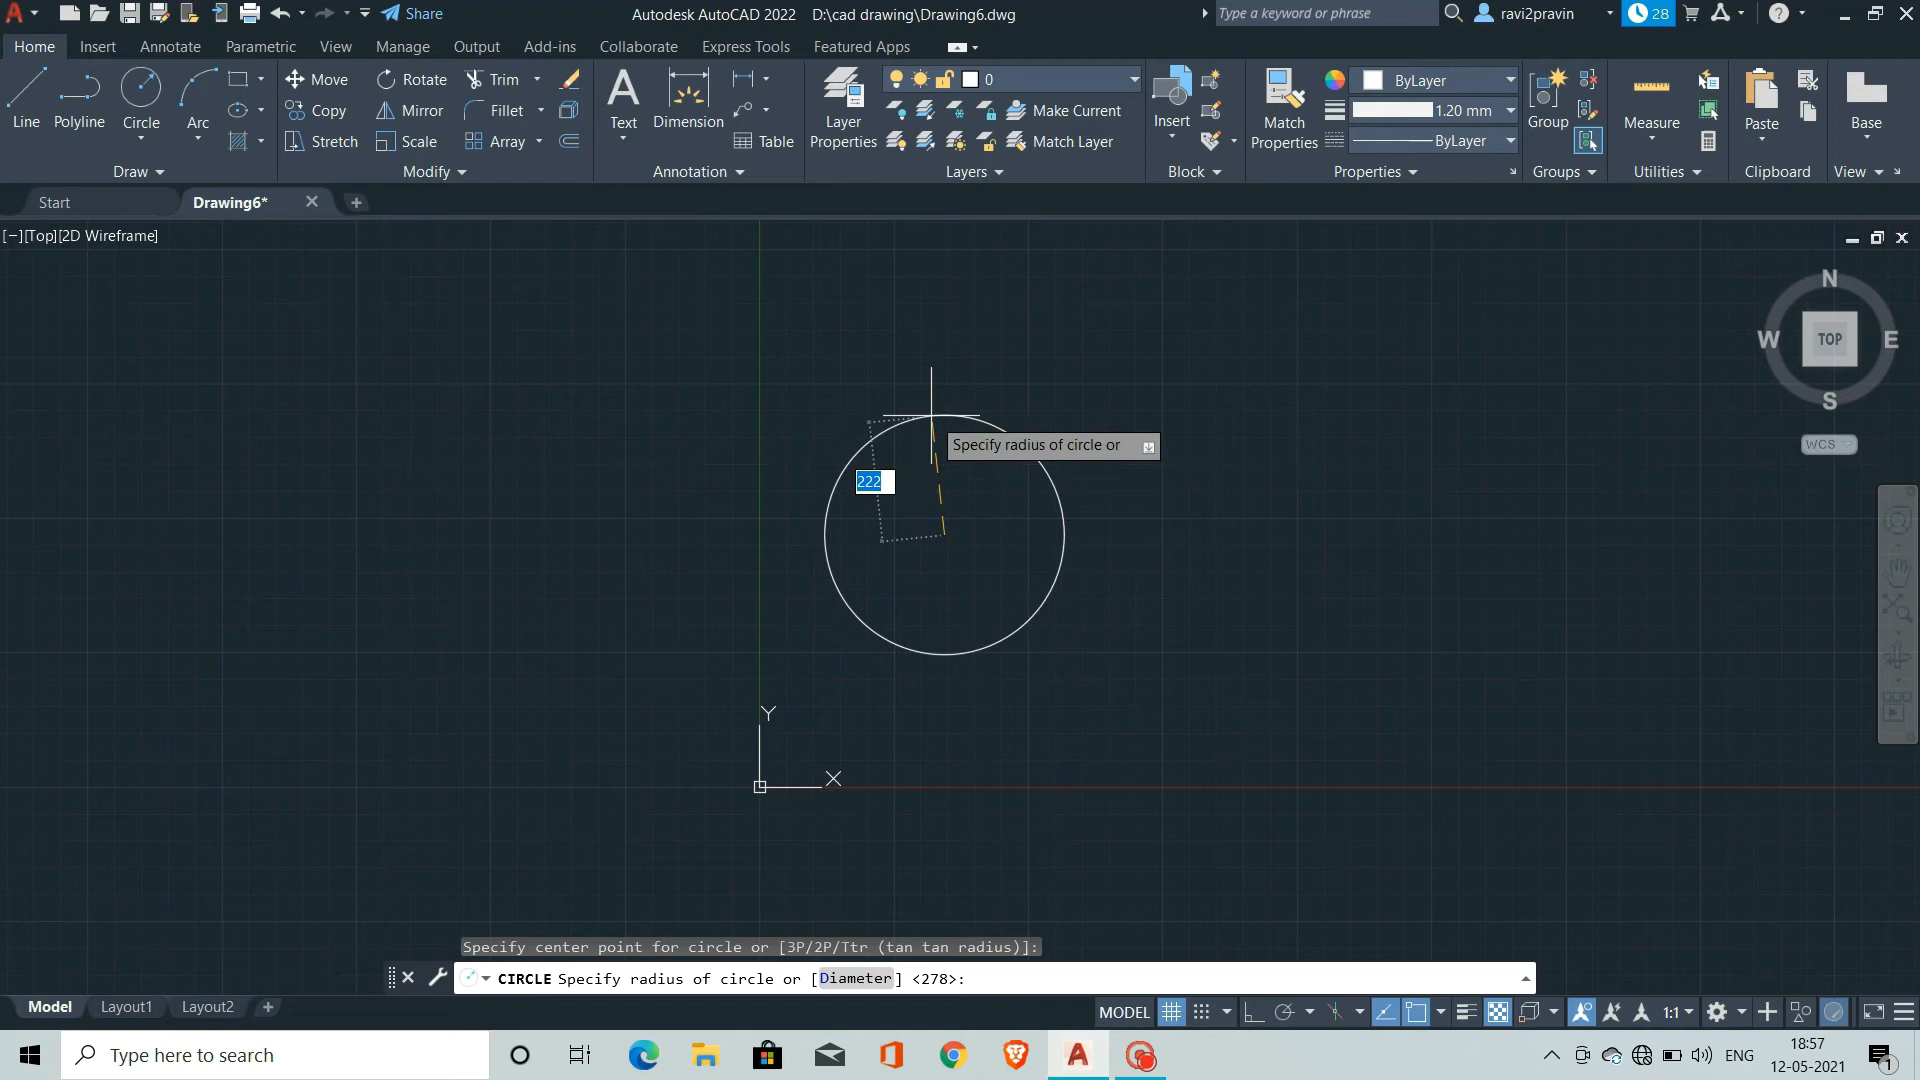 Share
Autodesk AutoCAD 2022 D:\cad drawing\Drawing6.dwg
Type a keyword or phrase
ravi2pravin
28
Home Insert Annotate Parametric View Manage Output Add-ins Collaborate Express Tools Featured Apps
Line
Polyline
Circle
Arc
Move
Rotate
Trim
Copy
Mirror
Fillet
Stretch
Scale
Array
Text
Dimension
Table
Layer
Properties
0
Make Current
Match Layer
Insert
Match
Properties
ByLayer
1.20 mm
ByLayer
Group
Measure
Paste
Base
Draw
Modify
Annotation
Layers
Block
Properties
Groups
Utilities
Clipboard
View
Start
Drawing6*
[−][Top][2D Wireframe]
N
W
TOP
E
S
WCS
Specify radius of circle or
222
Y
X
Specify center point for circle or [3P/2P/Ttr (tan tan radius)]:
CIRCLE Specify radius of circle or [Diameter] <278>:
Model Layout1 Layout2
MODEL
1:1
Type here to search
ENG
18:57
12-05-2021
1